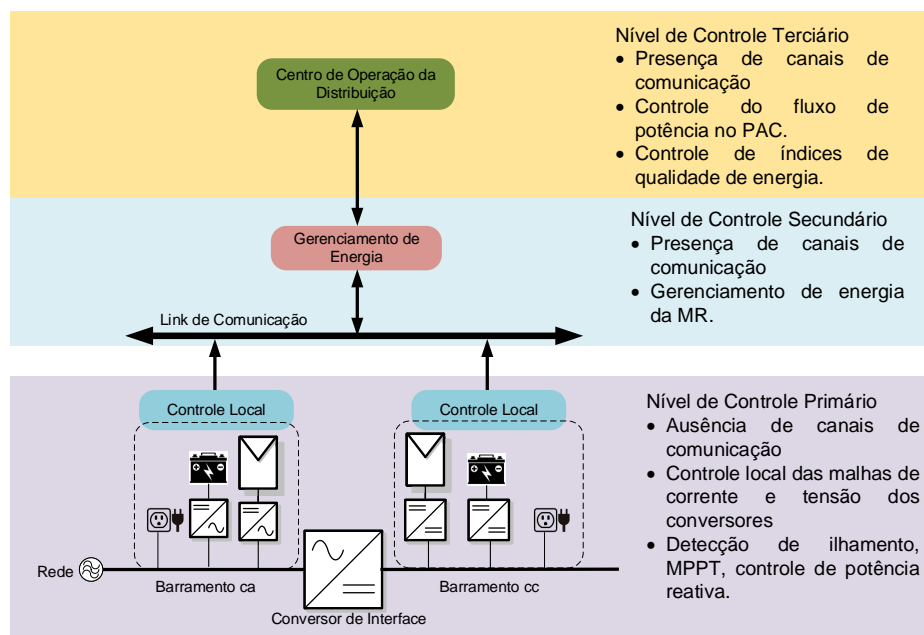 Centro de Operação da
Distribuição
Nível de Controle Terciário
• Presença de canais de
comunicação
• Controle do fluxo de
potência no PAC.
• Controle de índices de
qualidade de energia.
Gerenciamento de
Energia
Link de Comunicação
Nível de Controle Secundário
• Presença de canais de
comunicação
• Gerenciamento de energia
da MR.
Controle Local
Controle Local
Rede
Barramento ca
Barramento cc
Conversor de Interface
Nível de Controle Primário
• Ausência de canais de
comunicação
• Controle local das malhas de
corrente e tensão dos
conversores
• Detecção de ilhamento,
MPPT, controle de potência
reativa.